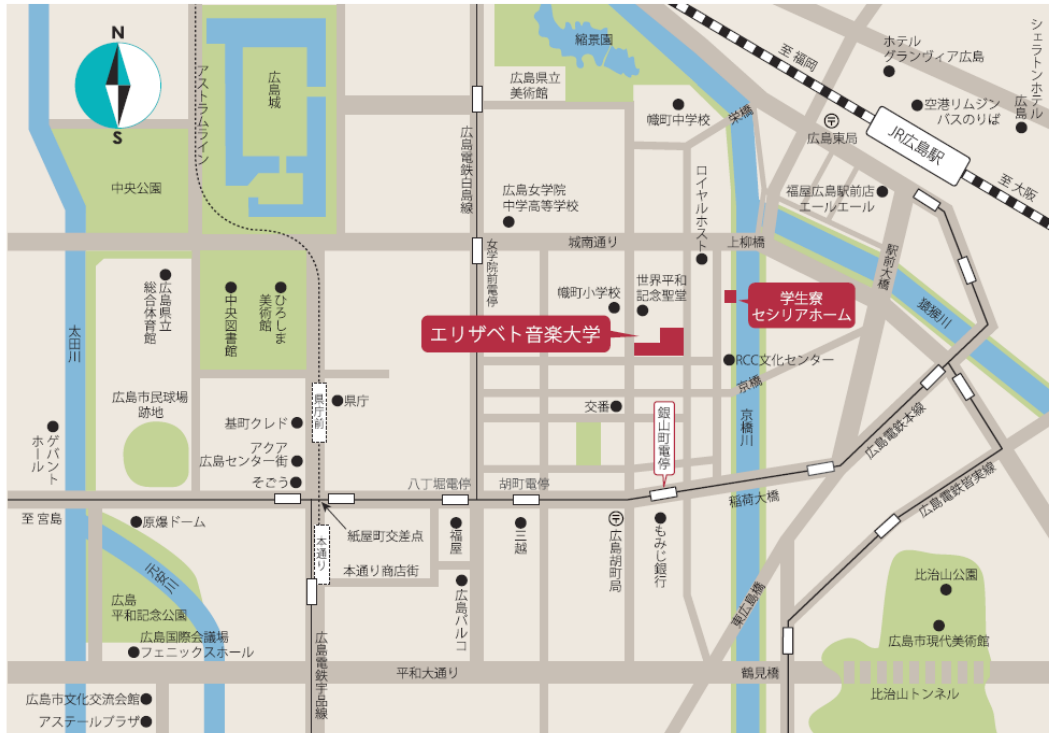 N
S
アストラムライン
広島城
縮景園
広島県立
美術館
至 福岡
ホテル
グランヴィア広島
シェラトンホテル
広島
空港リムジン
バスのりば
JR広島駅
至 大阪
広島東局
栄橋
幟町中学校
広島電鉄白島線
中央公園
広島女学院
中学高等学校
ロイヤルホスト
福屋広島駅前店
エールエール
城南通り
上柳橋
女学院前電停
駅前大橋
猿猴川
広島県立
総合体育館
中央図書館
ひろしま
美術館
幟町小学校
世界平和
記念聖堂
学生寮
セシリアホーム
エリザベト音楽大学
太田川
RCC文化センター
京橋
京橋川
広島市民球場
跡地
県庁前
県庁
基町クレド
アクア
広島センター街
そごう
交番
銀山町電停
広島電鉄本線
広島電鉄皆実線
ゲバント
ホール
八丁堀電停
胡町電停
稲荷大橋
至 宮島
原爆ドーム
紙屋町交差点
本通り
本通り商店街
福屋
三越
広島胡町局
もみじ銀行
広島パルコ
元安川
広島
平和記念公園
広島国際会議場
フェニックスホール
広島電鉄宇品線
東広島橋
比治山公園
広島市現代美術館
平和大通り
鶴見橋
比治山トンネル
広島市文化交流会館
アステールプラザ